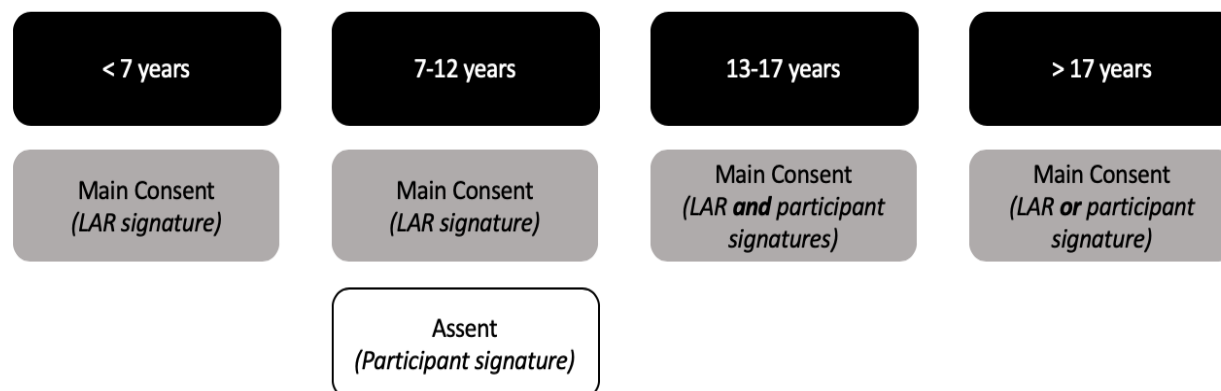 < 7 years
7-12 years
13-17 years
> 17 years
Main Consent
(LAR signature)
Main Consent
(LAR signature)
Main Consent
(LAR and participant
signatures)
Main Consent
(LAR or participant
signature)
Assent
(Participant signature)